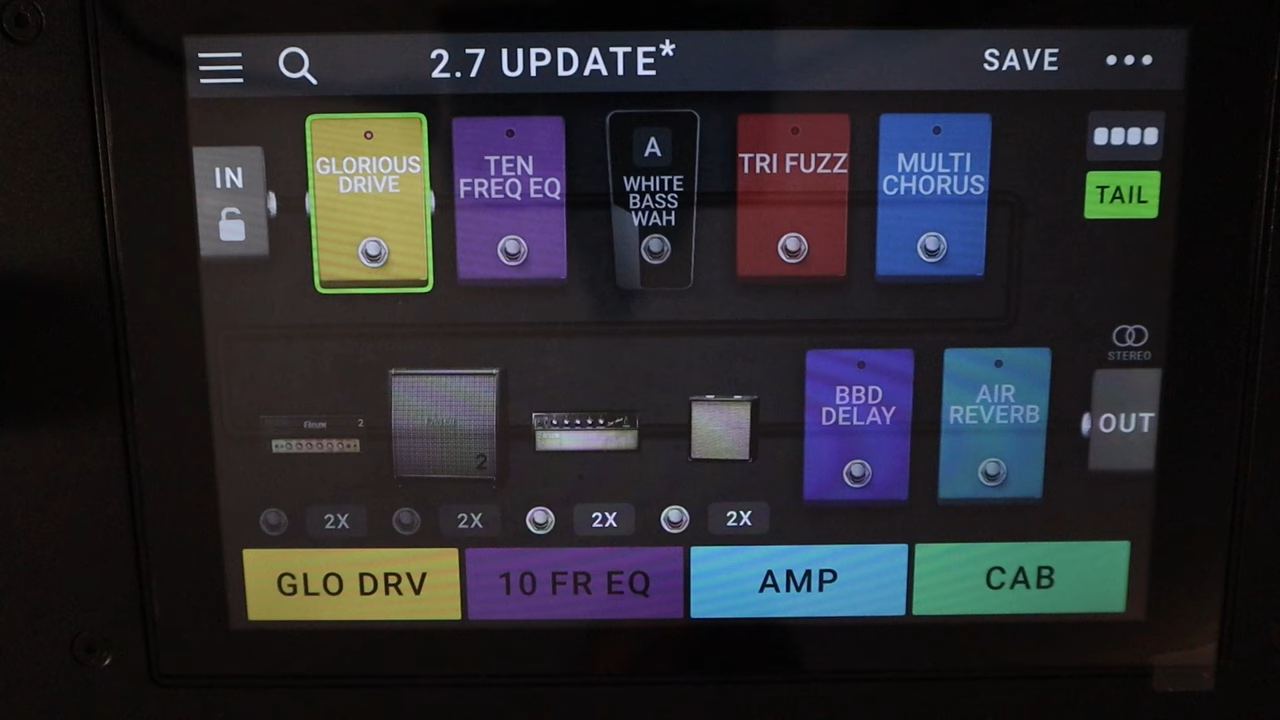 2.7 UPDATE*
SAVE
IN
GLORIOUS
DRIVE
TEN
FREQ EQ
A
WHITE
BASS
WAH
TRI FUZZ
MULTI
CHORUS
TAIL
STEREO
2
2
BBD
DELAY
AIR
REVERB
OUT
2X
2X
2X
2X
GLO DRV
10 FR EQ
AMP
CAB